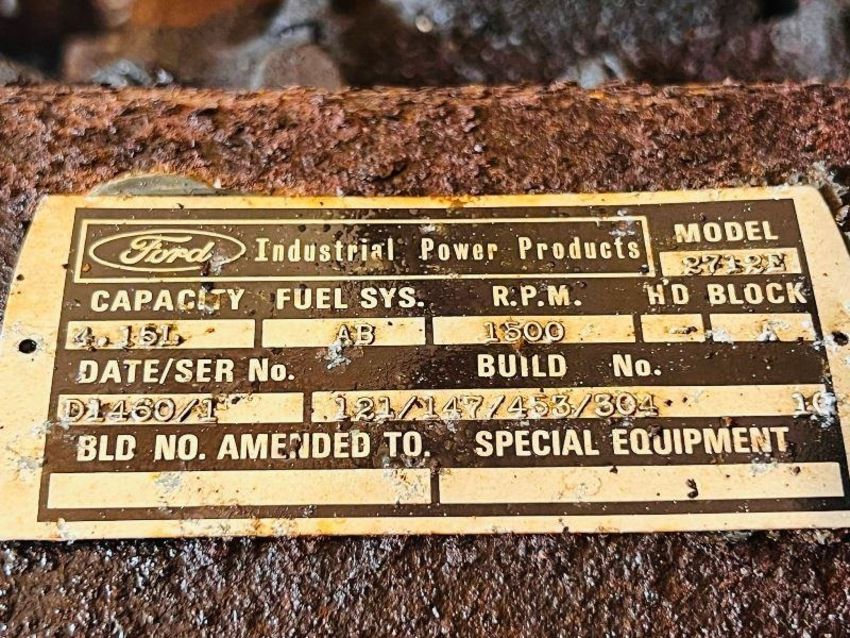 Ford Industrial Power Products MODEL
2712E
CAPACITY FUEL SYS. R.P.M. H'D BLOCK
4.15L AB 1500 - A
DATE/SER No. BUILD No.
D1460/1 121/147/453/304 10
BLD NO. AMENDED TO. SPECIAL EQUIPMENT